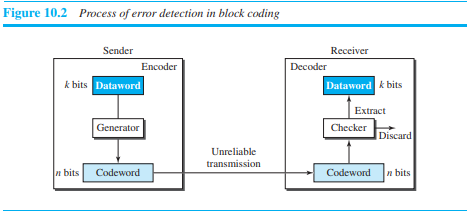 Figure 10.2 Process of error detection in block coding
Sender
Receiver
Encoder
Decoder
k bits Dataword
Dataword k bits
Extract
Generator
Checker
Discard
Unreliable
transmission
n bits Codeword
Codeword n bits